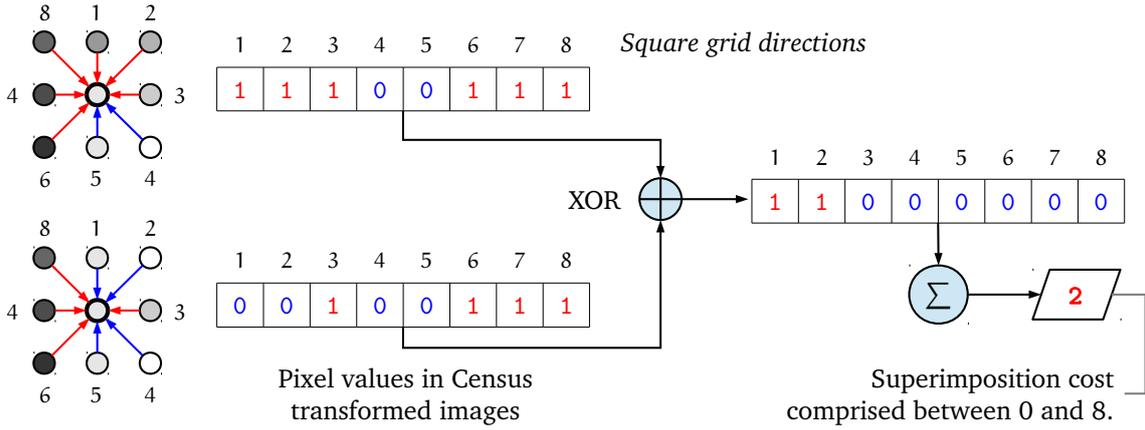 8 1 2
1 2 3 4 5 6 7 8
Square grid directions
1 1 1 0 0 1 1 1
4 3
6 5 4
XOR
1 2 3 4 5 6 7 8
1 1 0 0 0 0 0 0
8 1 2
1 2 3 4 5 6 7 8
0 0 1 0 0 1 1 1
4 3
6 5 4
∑
2
Pixel values in Census
transformed images
Superimposition cost
comprised between 0 and 8.